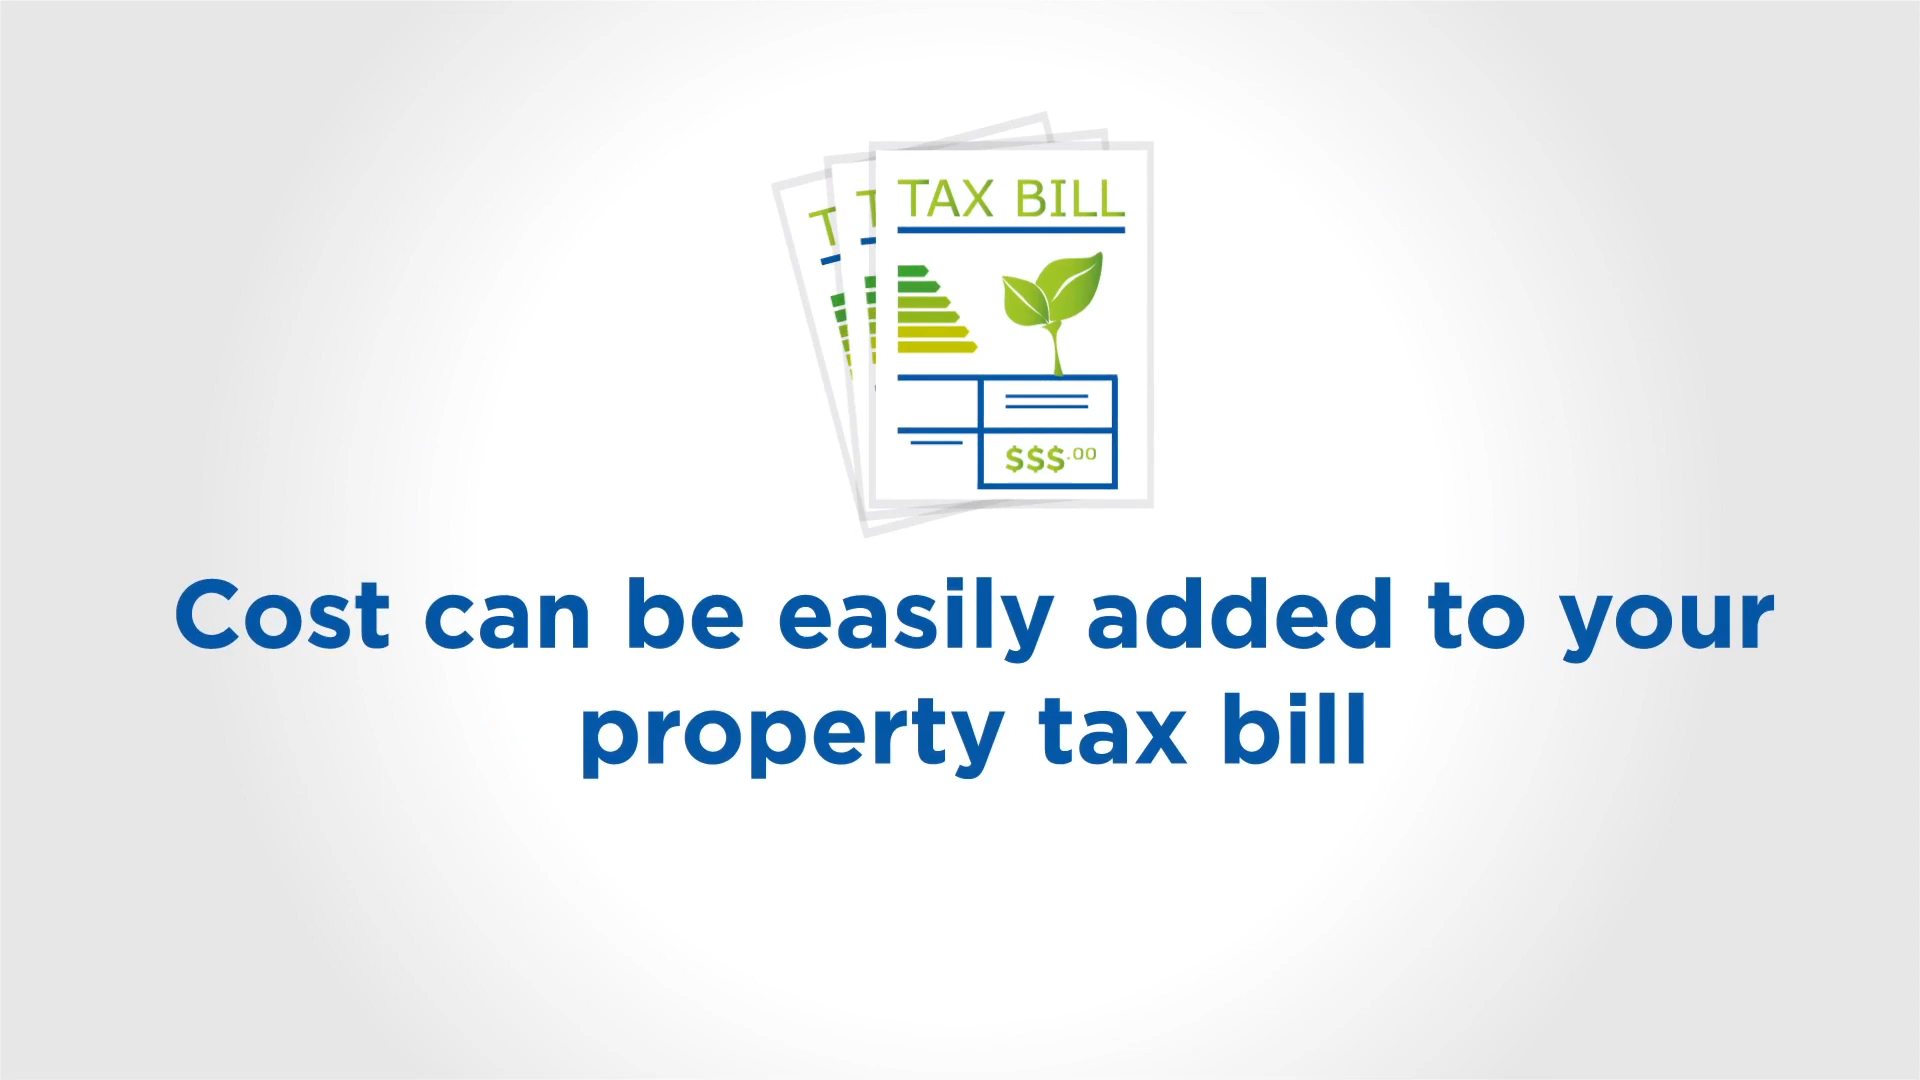 TAX BILL
$$$.00
Cost can be easily added to your
property tax bill